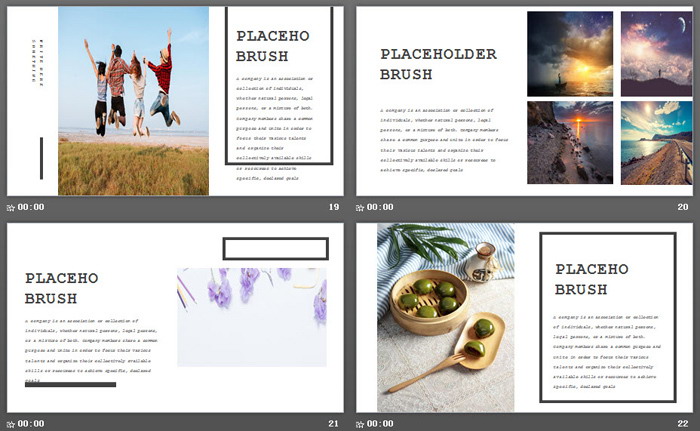 PLACEHO
BRUSH
A company is an association or
collection of individuals,
whether natural persons, legal
persons, or a mixture of both.
Company members share a common
purpose and unite in order to
focus their various talents
and organize their
collectively available skills
or resources to
achieve
specific, declared goals
00:00
19
PLACEHOLDER
BRUSH
A company is an association or collection of
individuals, whether natural persons, legal
persons, or a mixture of both. Company members
share a common purpose and unite in order to focus
their various talents and organize their
collectively available skills or resources to
achieve specific, declared goals
00:00
20
PLACEHO
BRUSH
A company is an association or collection of
individuals, whether natural persons, legal persons,
or a mixture of both. Company members share a common
purpose and unite in order to focus their various
talents and organize their collectively available
skills or resources to achieve specific, declared
goals
00:00
21
PLACEHO
BRUSH
A company is an association or collection
of individuals, whether natural persons,
legal persons, or a mixture of both.
Company members share a common purpose and
unite in order to focus their various
talents and organize their collectively
available skills or resources to achieve
specific, declared goals
00:00
22